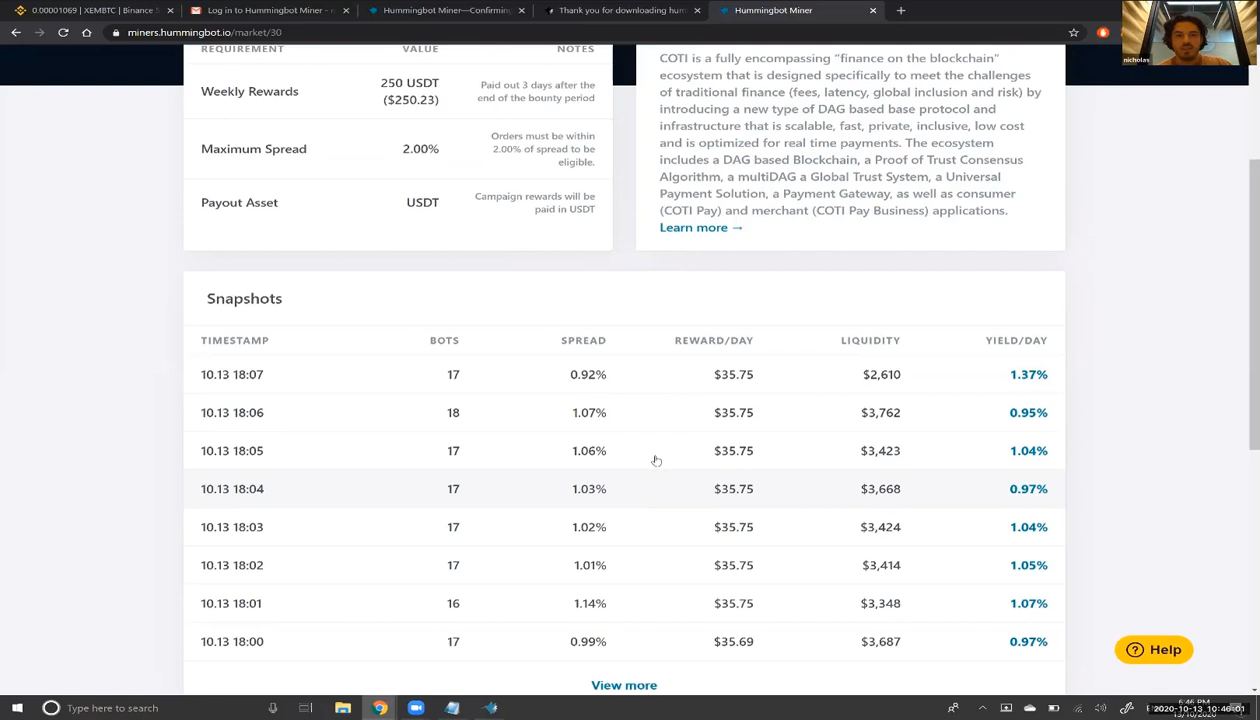 0.00001069 | XEMBTC | Binance S
Log in to Hummingbot Miner - n
Hummingbot Miner—Confirming
Thank you for downloading hum
Hummingbot Miner
miners.hummingbot.io/market/30
nicholas
REQUIREMENT VALUE NOTES
Weekly Rewards 250 USDT ($250.23) Paid out 3 days after the
end of the bounty period
Maximum Spread 2.00% Orders must be within
2.00% of spread to be
eligible.
Payout Asset USDT Campaign rewards will be
paid in USDT
COTI is a fully encompassing “finance on the blockchain”
ecosystem that is designed specifically to meet the challenges
of traditional finance (fees, latency, global inclusion and risk) by
introducing a new type of DAG based base protocol and
infrastructure that is scalable, fast, private, inclusive, low cost
and is optimized for real time payments. The ecosystem
includes a DAG based Blockchain, a Proof of Trust Consensus
Algorithm, a multiDAG a Global Trust System, a Universal
Payment Solution, a Payment Gateway, as well as consumer
(COTI Pay) and merchant (COTI Pay Business) applications.
Learn more →
Snapshots
TIMESTAMP BOTS SPREAD REWARD/DAY LIQUIDITY YIELD/DAY
10.13 18:07 17 0.92% $35.75 $2,610 1.37%
10.13 18:06 18 1.07% $35.75 $3,762 0.95%
10.13 18:05 17 1.06% $35.75 $3,423 1.04%
10.13 18:04 17 1.03% $35.75 $3,668 0.97%
10.13 18:03 17 1.02% $35.75 $3,424 1.04%
10.13 18:02 17 1.01% $35.75 $3,414 1.05%
10.13 18:01 16 1.14% $35.75 $3,348 1.07%
10.13 18:00 17 0.99% $35.69 $3,687 0.97%
View more
Help
Type here to search
2020-10-13 10:46:01